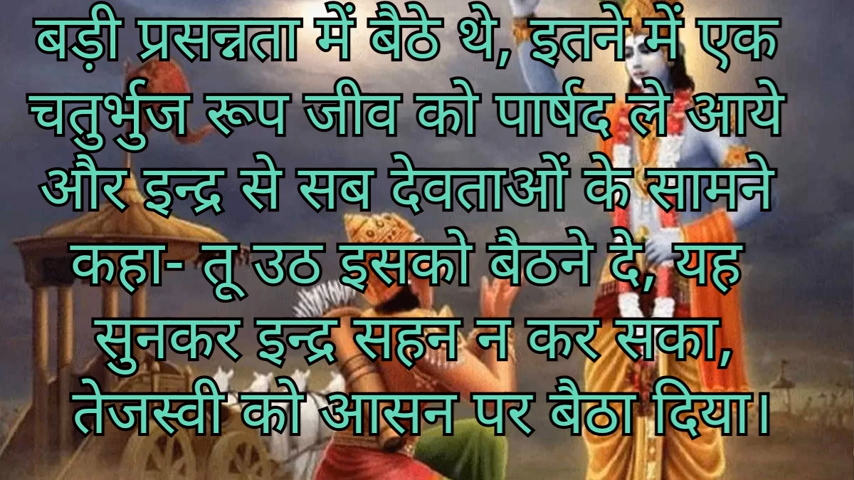 बड़ी प्रसन्नता में बैठे थे, इतने में एक
चतुर्भुज रूप जीव को पार्षद ले आये
और इन्द्र से सब देवताओं के सामने
कहा- तू उठ इसको बैठने दे, यह
सुनकर इन्द्र सहन न कर सका,
तेजस्वी को आसन पर बैठा दिया।